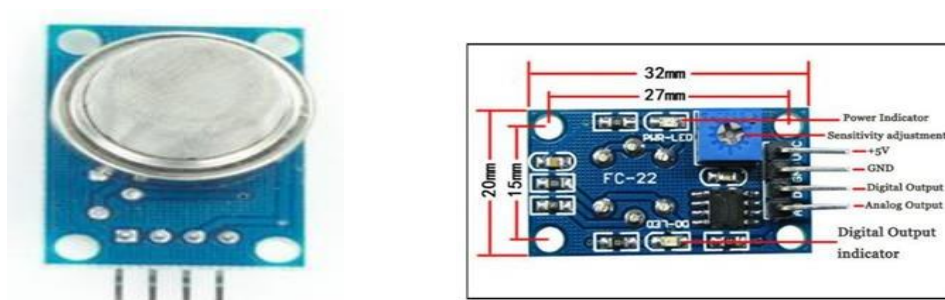 32mm
27mm
20mm
15mm
Power Indicator
PWR-LED
Sensitivity adjustment
+5V
GND
FC-22
Digital Output
Analog Output
DO-LED
Digital Output
indicator